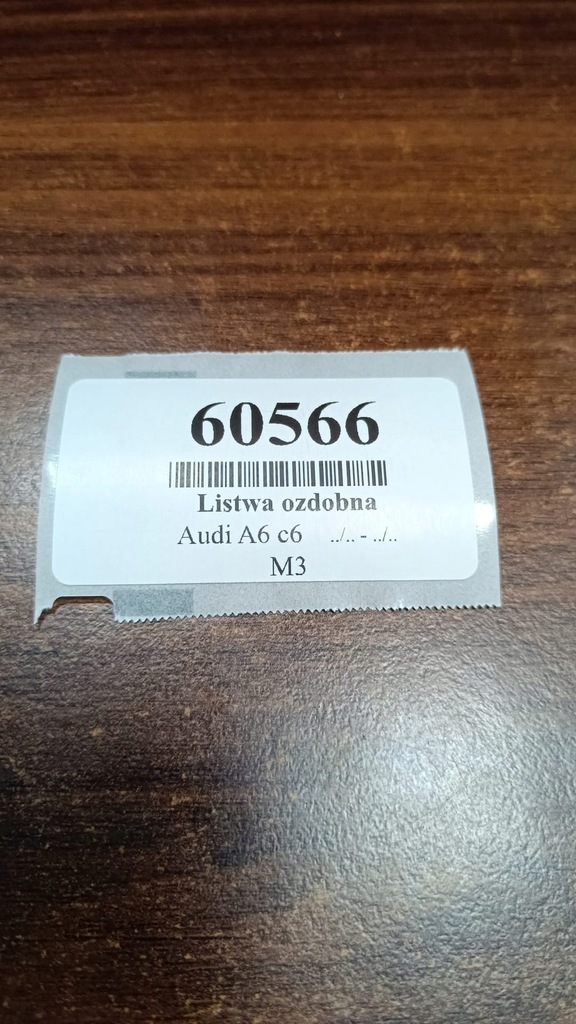 60566
Listwa ozdobna
Audi A6 c6 ../.. - ../..
M3